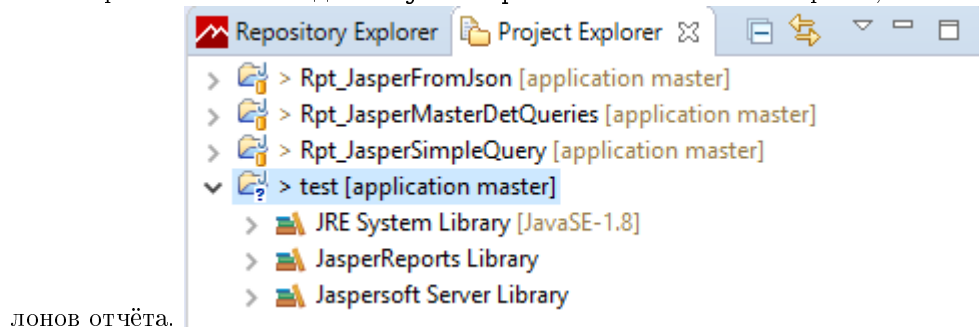 Repository Explorer Project Explorer
> Rpt_JasperFromJson [application master]
> Rpt_JasperMasterDetQueries [application master]
> Rpt_JasperSimpleQuery [application master]
> test [application master]
JRE System Library [JavaSE-1.8]
JasperReports Library
Jaspersoft Server Library
лонов отчёта.